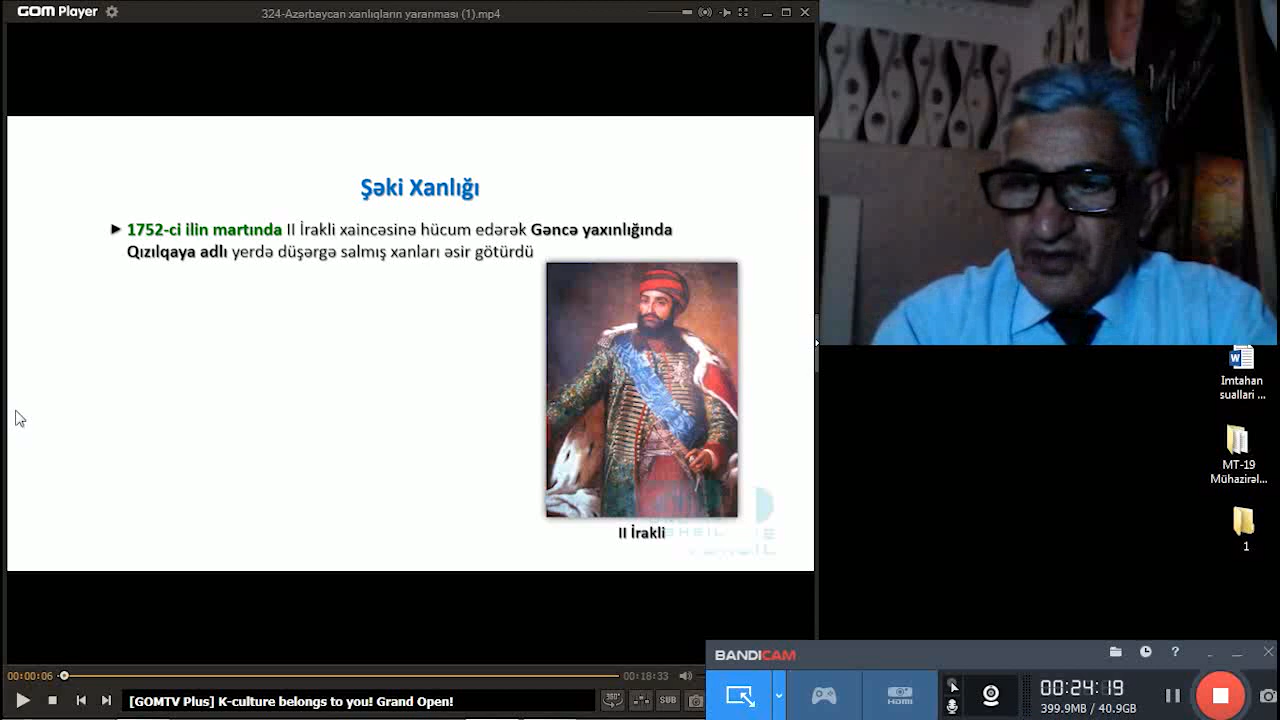 GOM Player
324-Azərbaycan xanlıqların yaranması (1).mp4
Şəki Xanlığı
► 1752-ci ilin martında II İrakli xaincəsinə hücum edərək Gəncə yaxınlığında
Qızılqaya adlı yerdə düşərgə salmış xanları əsir götürdü
II İrakli
Imtahan
suallari ...
MT-19
Mühazirəl...
1
00:00:06
00:18:33
[GOMTV Plus] K-culture belongs to you! Grand Open!
360°
SUB
BANDICAM
HDMI
00:24:19
399.9MB / 40.9GB